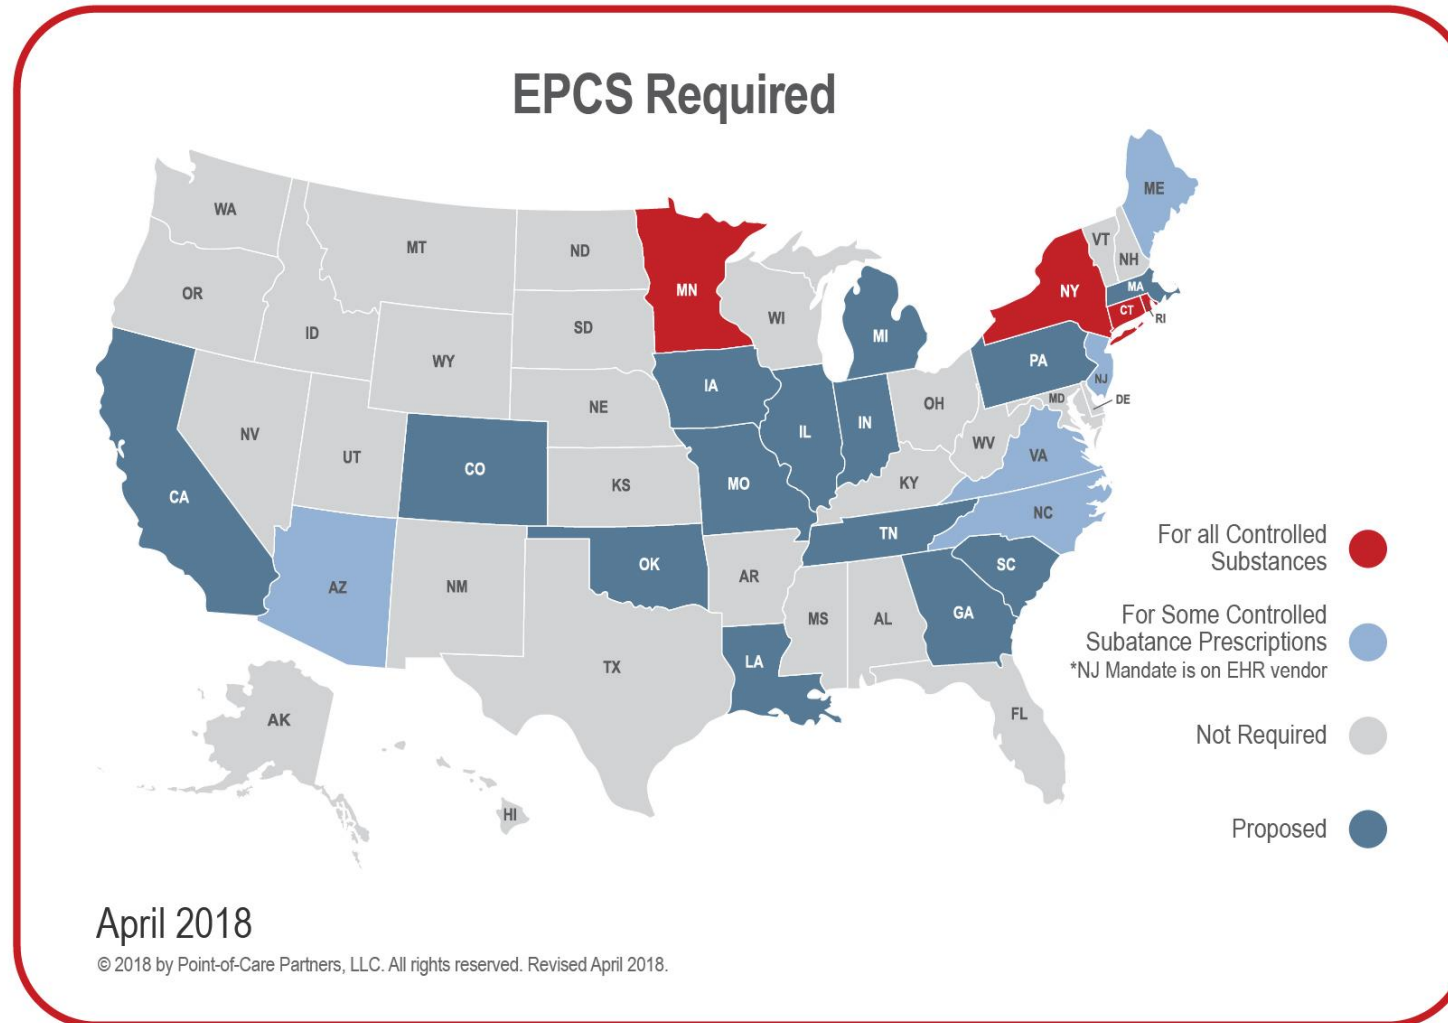 EPCS Required
WA
MT
ND
MN
OR
ID
SD
WI
MI
ME
VT
NH
NY
MA
CT
RI
WY
IA
PA
NJ
NE
IL
IN
OH
MD
DE
NV
UT
CO
KS
MO
KY
WV
VA
CA
NC
TN
AZ
NM
OK
AR
SC
MS
AL
GA
TX
LA
FL
AK
HI
For all Controlled
Substances
For Some Controlled
Subatance Prescriptions
*NJ Mandate is on EHR vendor
Not Required
Proposed
April 2018
© 2018 by Point-of-Care Partners, LLC. All rights reserved. Revised April 2018.